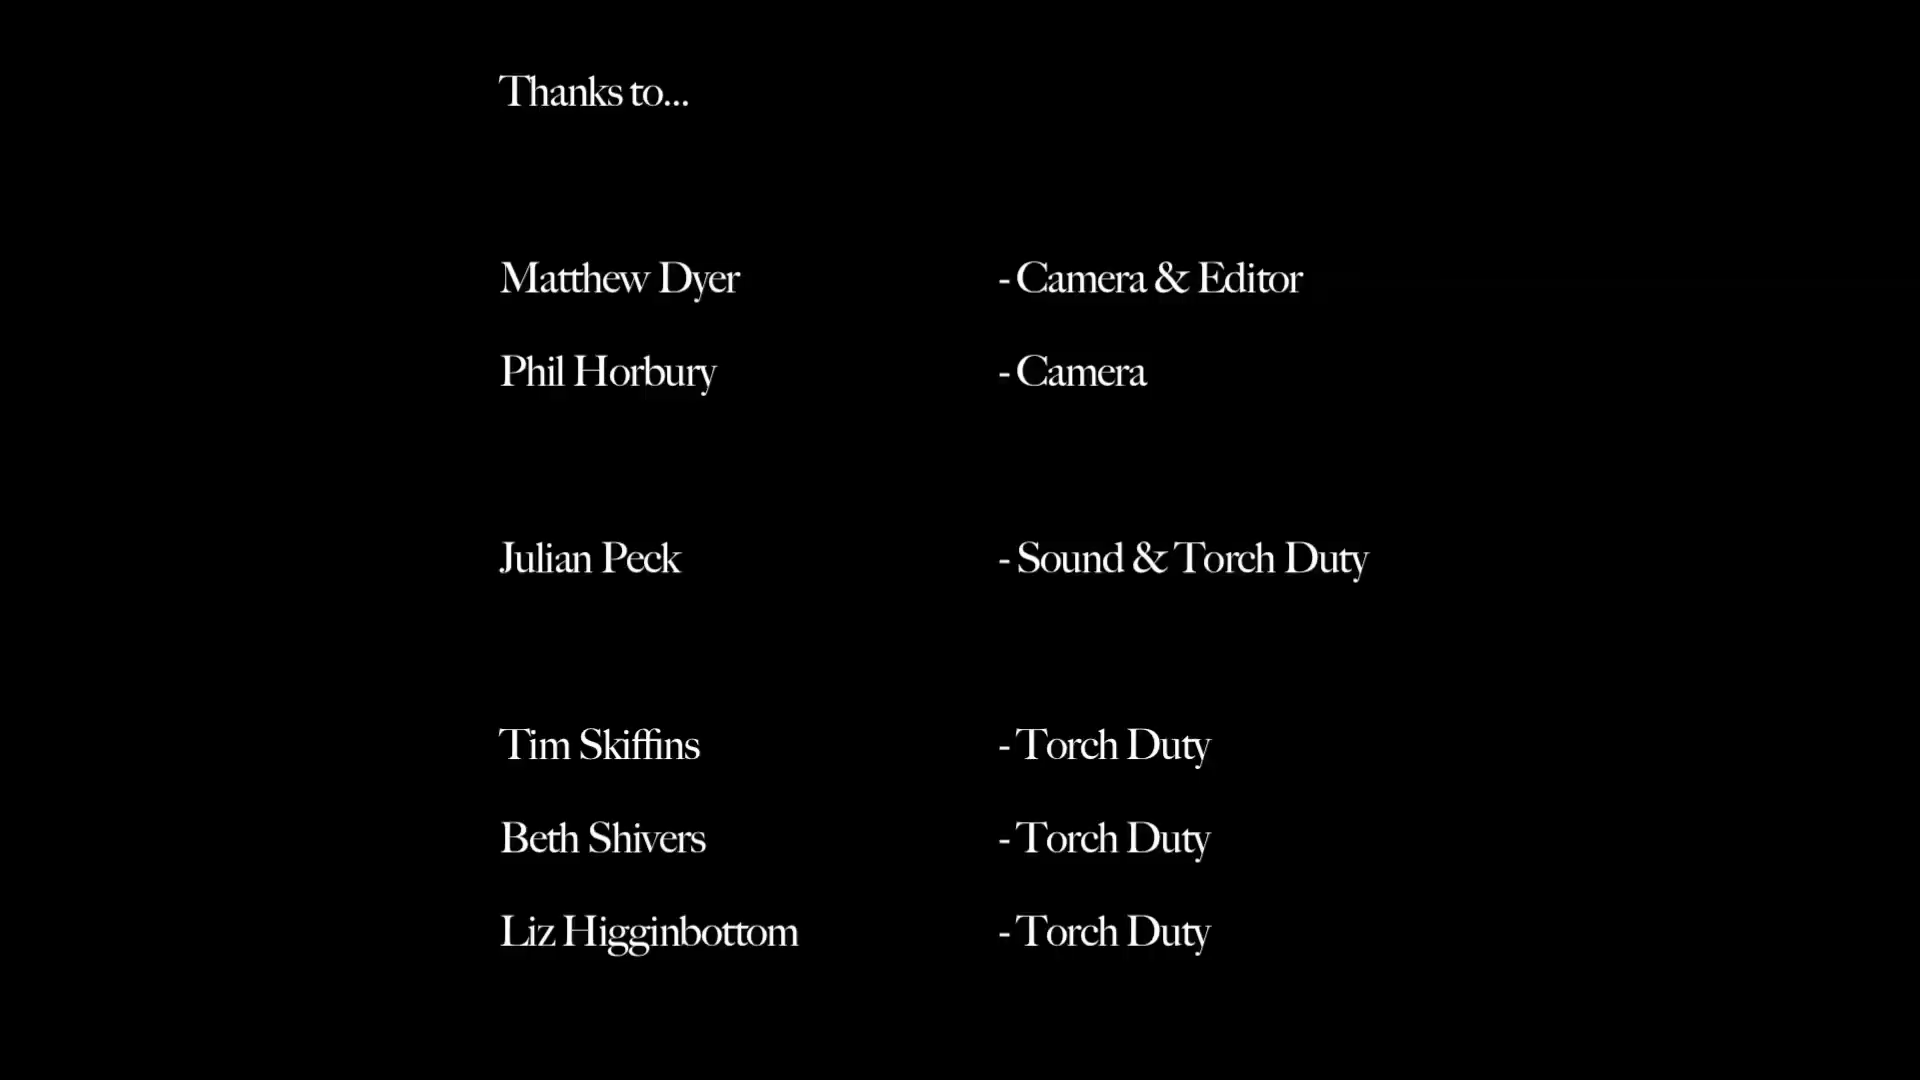 Thanks to...
Matthew Dyer - Camera & Editor
Phil Horbury - Camera
Julian Peck - Sound & Torch Duty
Tim Skiffins - Torch Duty
Beth Shivers - Torch Duty
Liz Higginbottom - Torch Duty